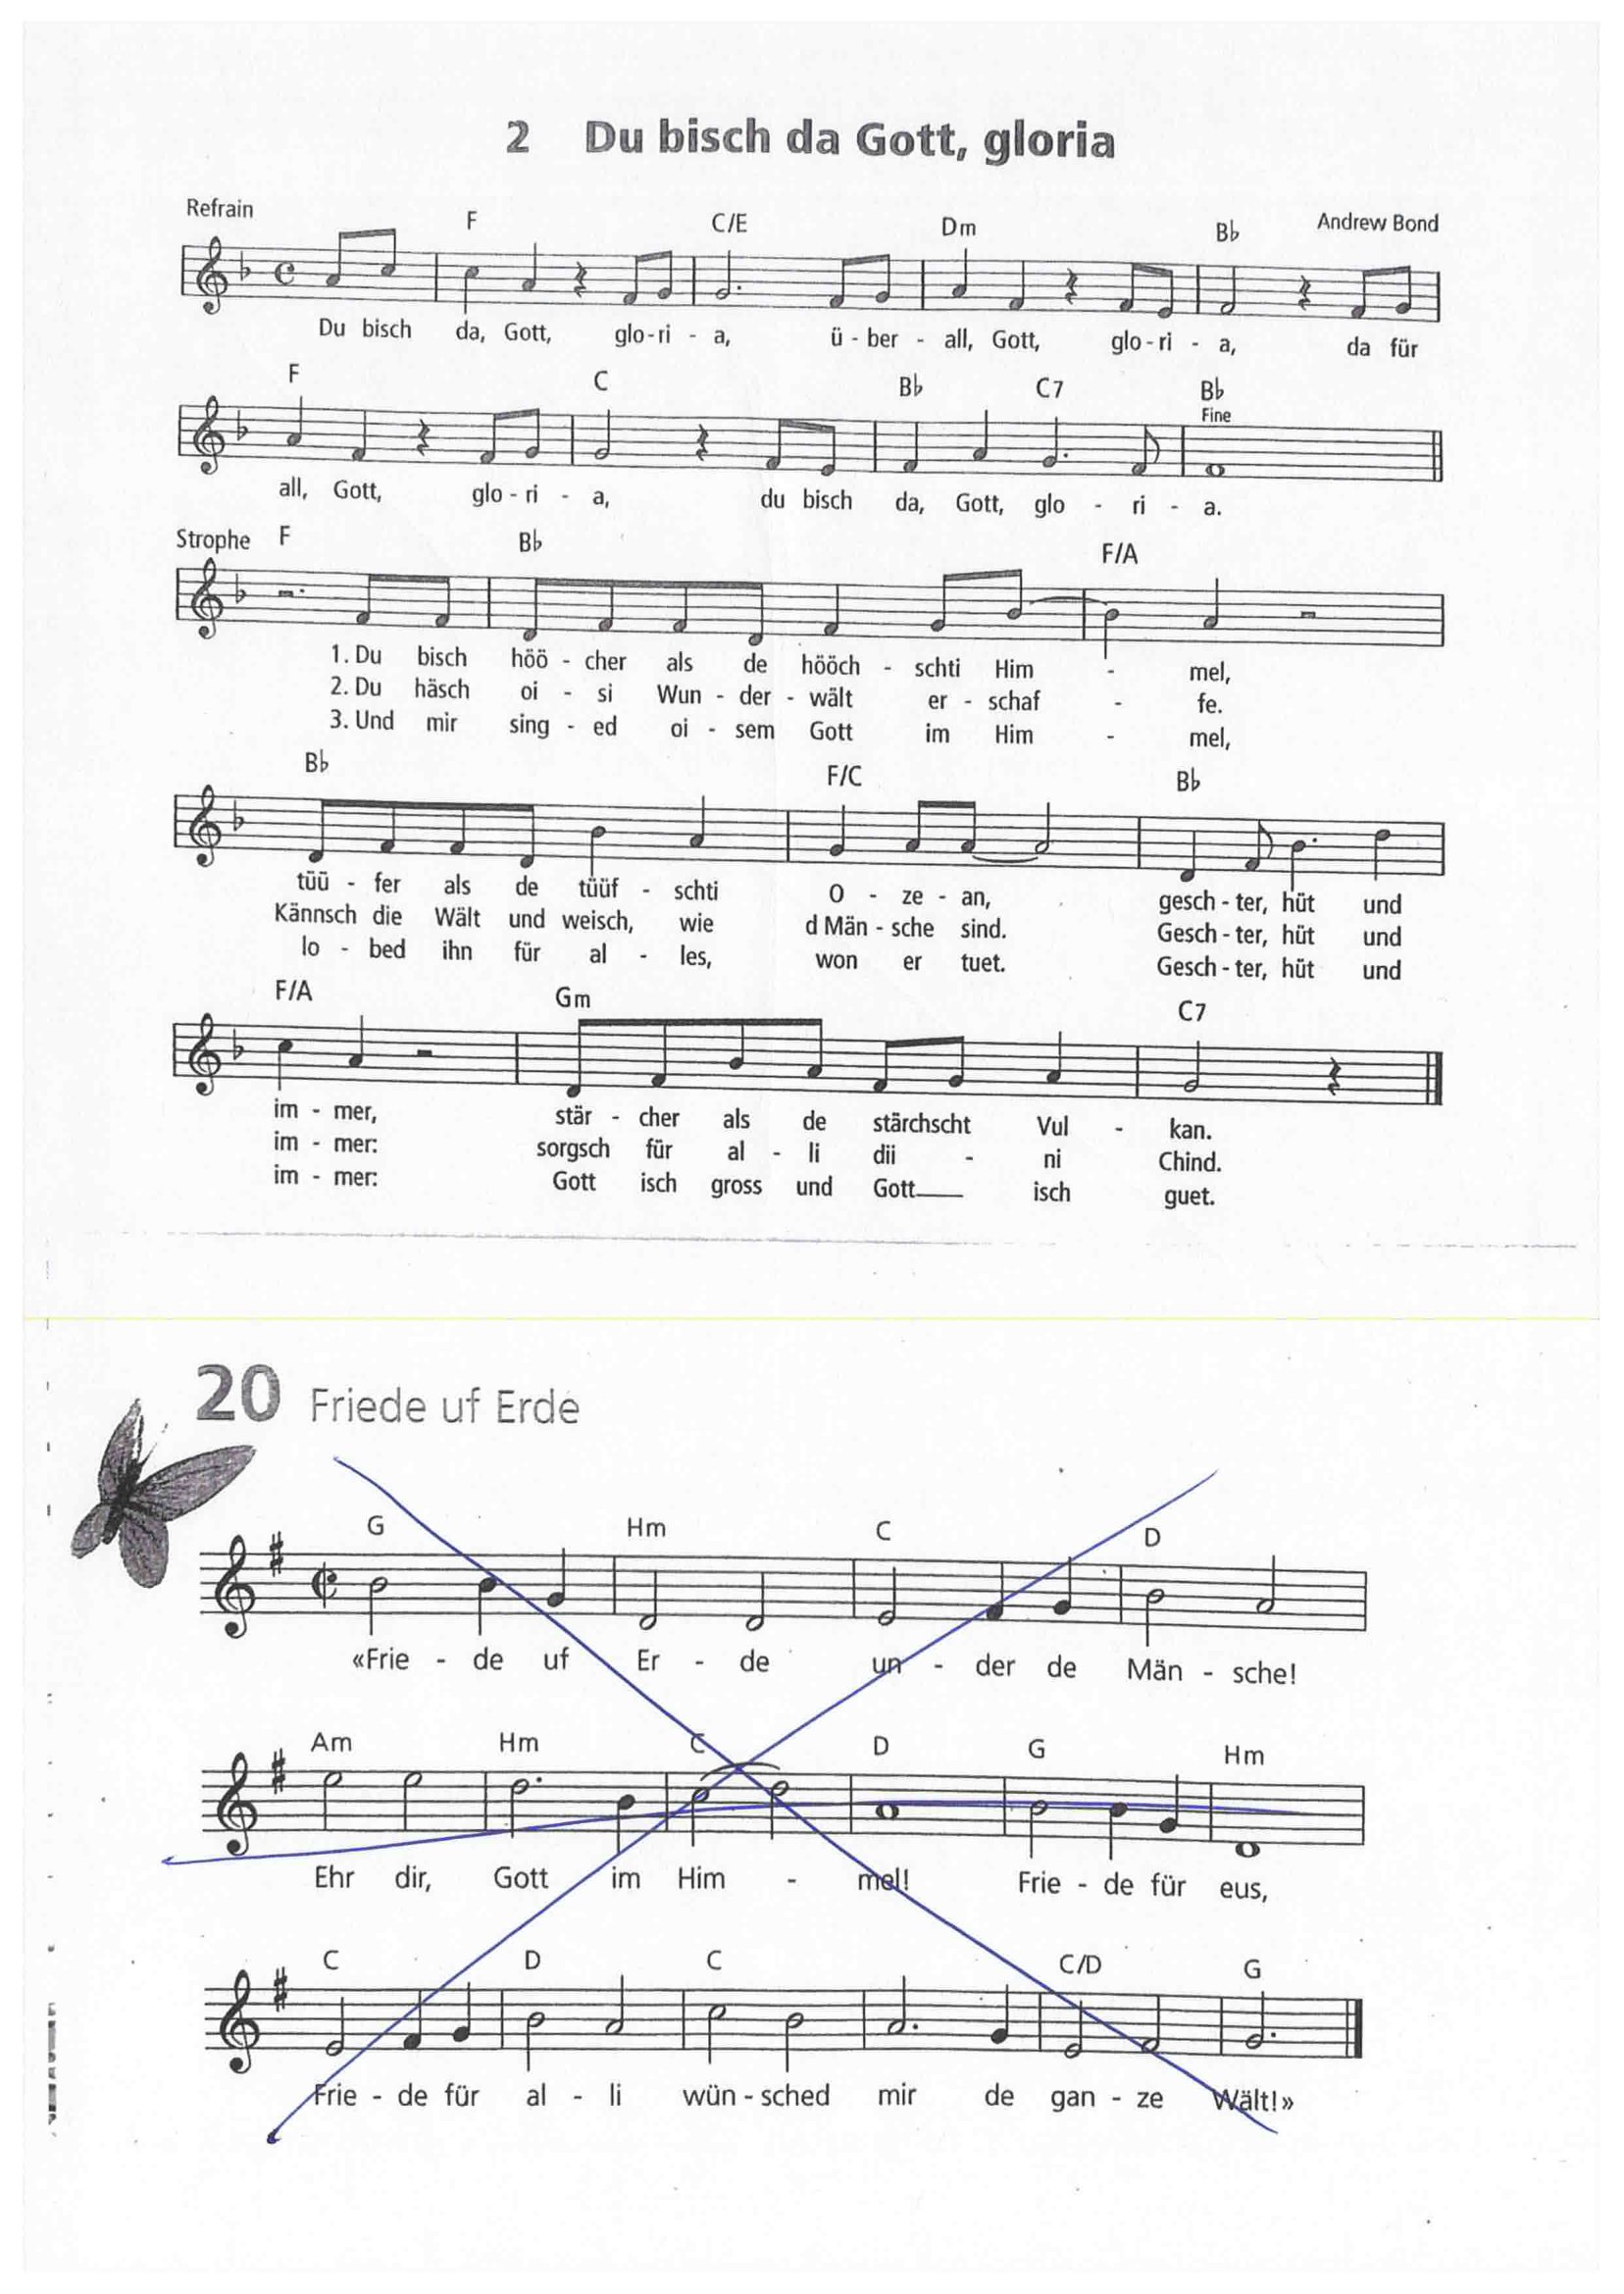 2 Du bisch da Gott, gloria
Refrain F C/E Dm B♭ Andrew Bond
Du bisch da, Gott, glo-ri - a, ü - ber - all, Gott, glo-ri - a, da für
F C B♭ C7 B♭
Fine
all, Gott, glo - ri - a, du bisch da, Gott, glo - ri - a.
Strophe F B♭ F/A
1. Du bisch höö - cher als de hööch - schti Him - mel,
2. Du häsch oi - si Wun - der - wält er - schaf - fe.
3. Und mir sing - ed oi - sem Gott im Him - mel,
B♭ F/C B♭
tüü - fer als de tüüf - schti O - ze - an, gesch - ter, hüt und
Kännsch die Wält und weisch, wie d Män - sche sind. Gesch - ter, hüt und
lo - bed ihn für al - les, won er tuet. Gesch - ter, hüt und
F/A Gm C7
im - mer, stär - cher als de stärchscht Vul - kan.
im - mer: sorgsch für al - li dii - ni Chind.
im - mer: Gott isch gross und Gott isch guet.
20 Friede uf Erde
G Hm C D
«Frie - de uf Er - de un - der de Män - sche!
Am Hm C D G Hm
Ehr dir, Gott im Him - mel! Frie - de für eus,
C D C C/D G
Frie - de für al - li wün - sched mir de gan - ze Wält!»